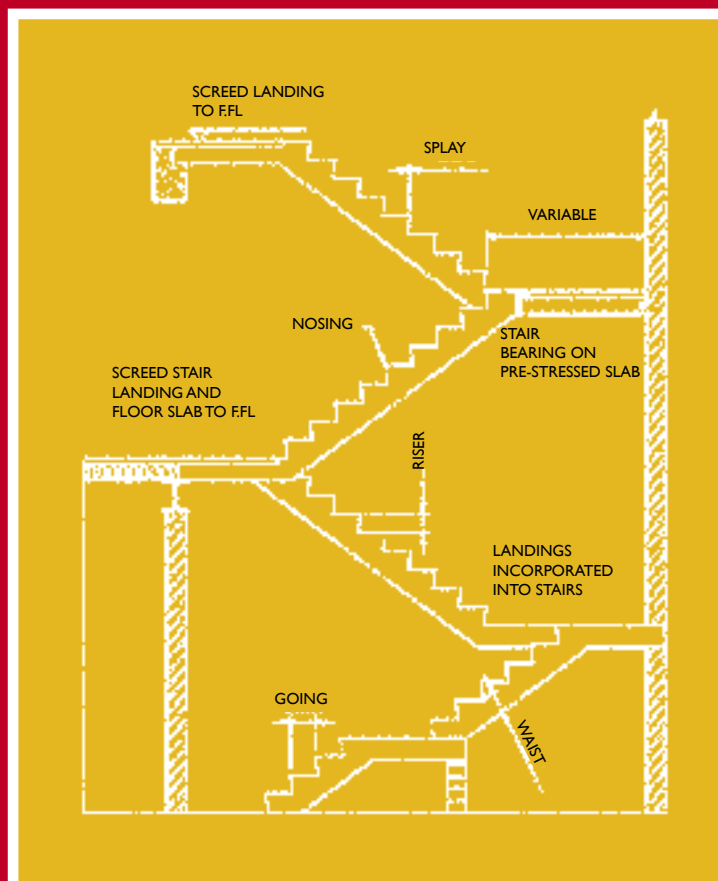 SCREED LANDING
TO F.FL
SPLAY
VARIABLE
NOSING
STAIR
BEARING ON
PRE-STRESSED SLAB
SCREED STAIR
LANDING AND
FLOOR SLAB TO F.FL
RISER
LANDINGS
INCORPORATED
INTO STAIRS
GOING
WAIST